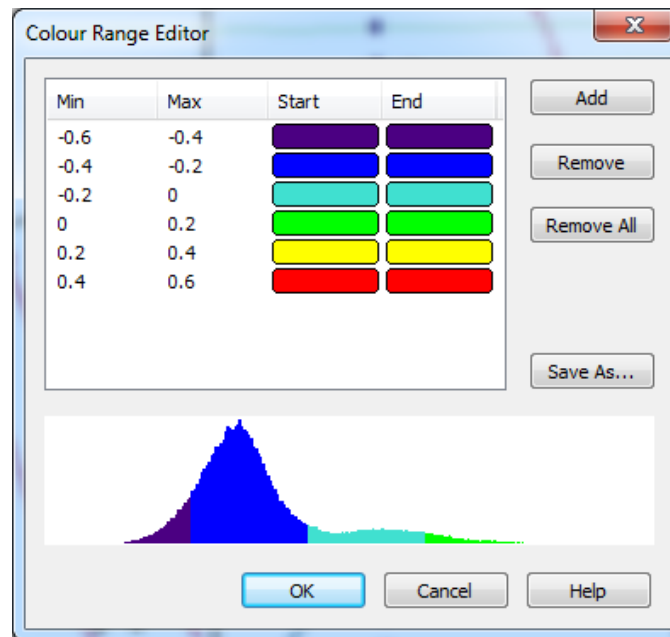 Colour Range Editor
Min Max Start End
-0.6 -0.4
-0.4 -0.2
-0.2 0
0 0.2
0.2 0.4
0.4 0.6
Add
Remove
Remove All
Save As...
OK Cancel Help